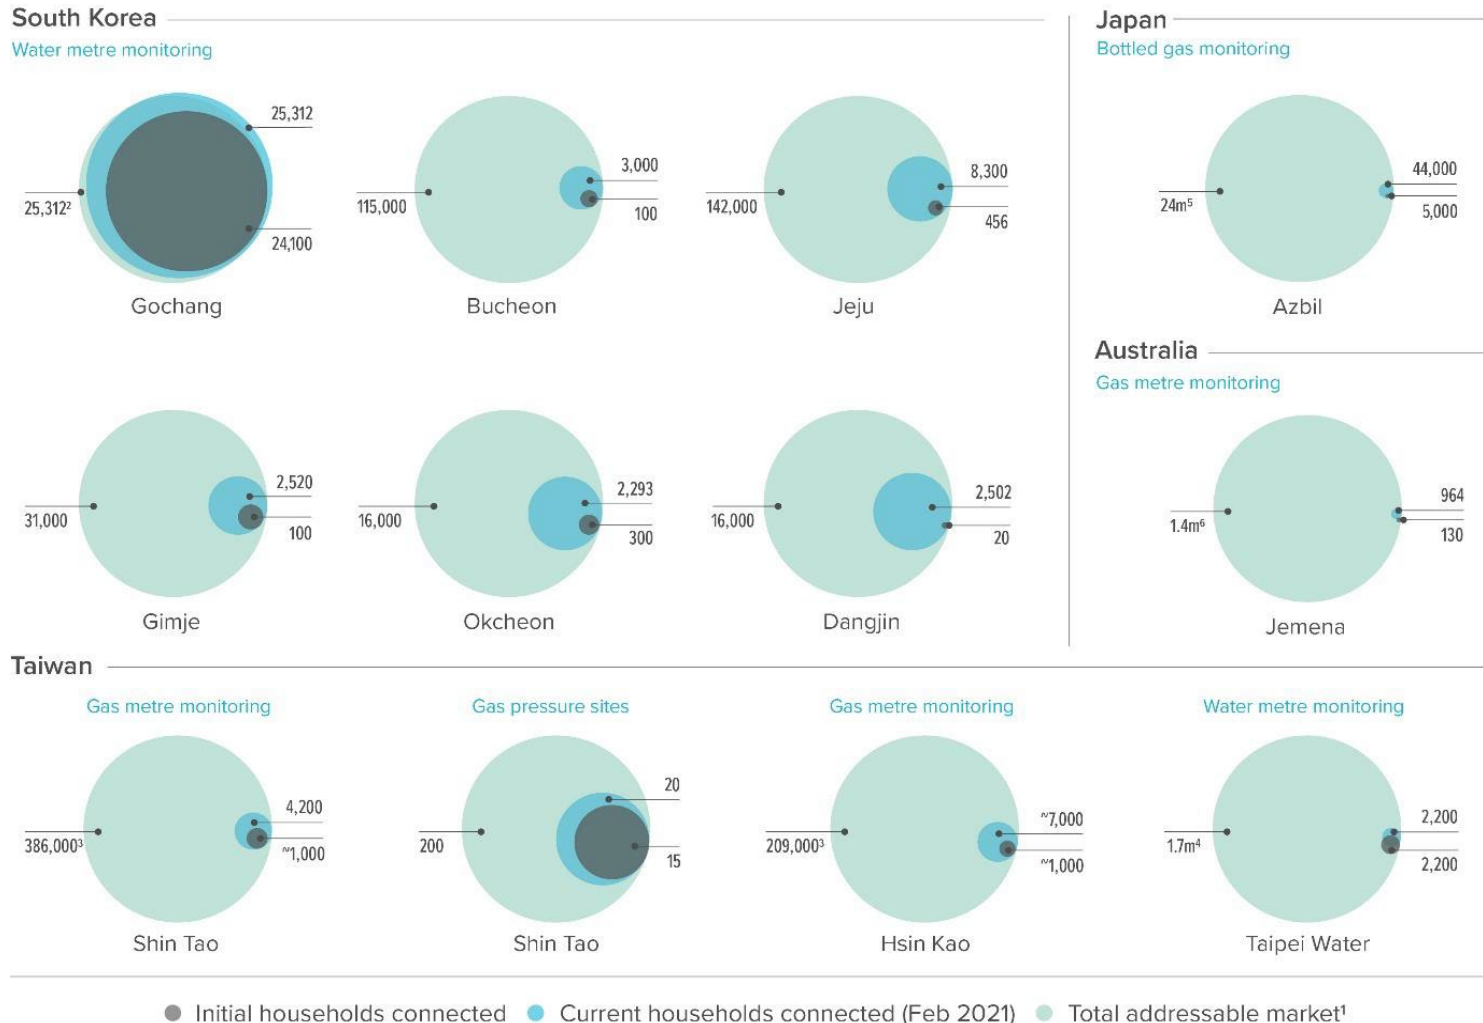 South Korea
Water metre monitoring
25,312
25,312²
24,100
Gochang
3,000
115,000
100
Bucheon
8,300
142,000
456
Jeju
2,520
31,000
100
Gimje
2,293
16,000
300
Okcheon
2,502
16,000
20
Dangjin
Japan
Bottled gas monitoring
44,000
24m⁵
5,000
Azbil
Australia
Gas metre monitoring
964
1.4m⁶
130
Jemena
Taiwan
Gas metre monitoring
4,200
386,000³
~1,000
Shin Tao
Gas pressure sites
20
200
15
Shin Tao
Gas metre monitoring
~7,000
209,000³
~1,000
Hsin Kao
Water metre monitoring
2,200
1.7m⁴
2,200
Taipei Water
Initial households connected Current households connected (Feb 2021) Total addressable market¹